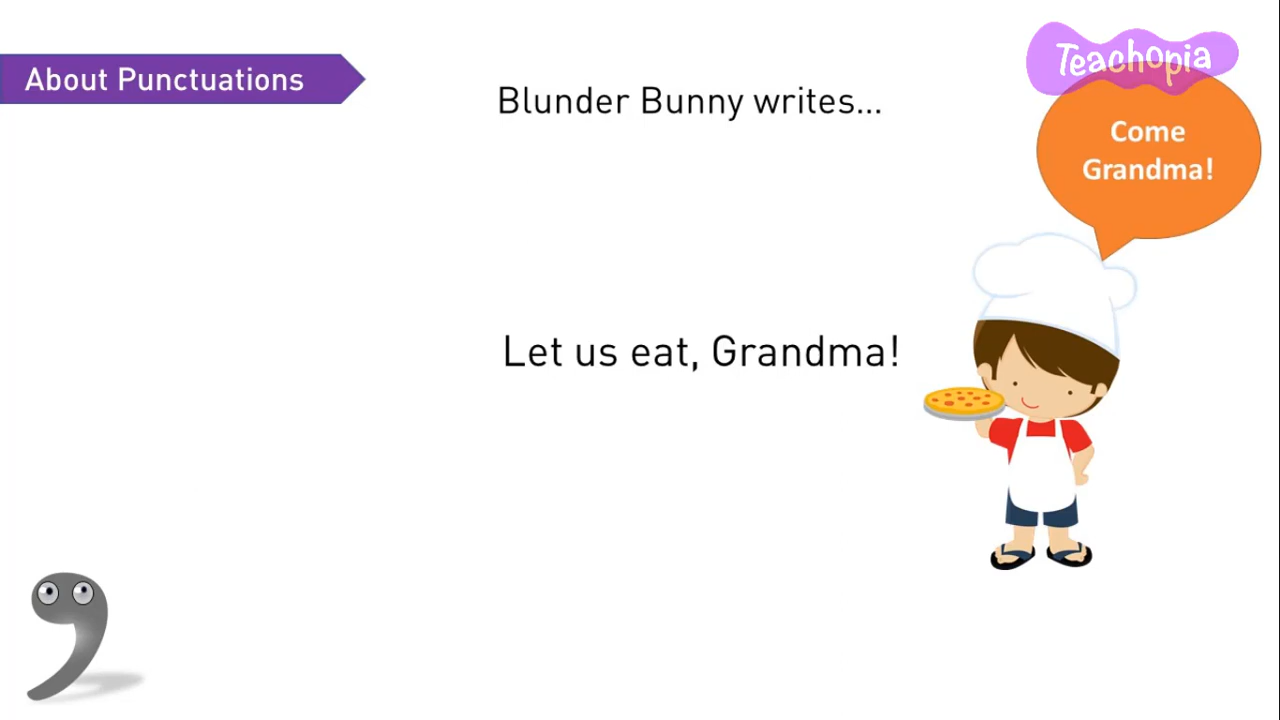 Teachopia
About Punctuations
Blunder Bunny writes...
Come
Grandma!
Let us eat, Grandma!